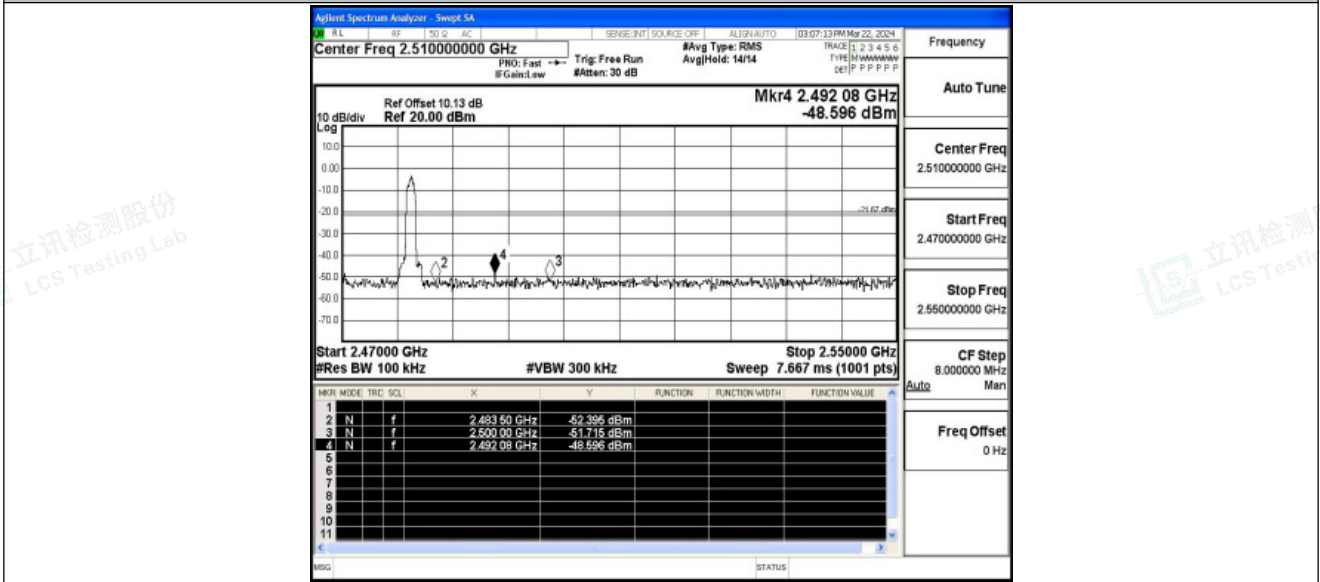 Agilent Spectrum Analyzer - Swept SA
RL RF 50 Ω AC SENSE:INT SOURCE OFF ALIGN AUTO 03:07:13 PM Mar 22, 2024
Center Freq 2.510000000 GHz
PNO: Fast
IFGain:Low
Trig: Free Run
#Atten: 30 dB
#Avg Type: RMS
Avg|Hold: 14/14
TRACE 1 2 3 4 5 6
TYPE M W W W W W
DET P P P P P P
Mkr4 2.492 08 GHz
-48.596 dBm
Ref Offset 10.13 dB
10 dB/div Ref 20.00 dBm
Log
10.0
0.00
-10.0
-20.0
-21.67 dBm
-30.0
-40.0
-50.0
-60.0
-70.0
2
4
3
Start 2.47000 GHz Stop 2.55000 GHz
#Res BW 100 kHz #VBW 300 kHz Sweep 7.667 ms (1001 pts)
MKR MODE TRC SCL X Y FUNCTION FUNCTION WIDTH FUNCTION VALUE
1
2 N f 2.483 50 GHz -52.395 dBm
3 N f 2.500 00 GHz -51.715 dBm
4 N f 2.492 08 GHz -48.596 dBm
5
6
7
8
9
10
11
MSG STATUS
Frequency
Auto Tune
Center Freq
2.510000000 GHz
Start Freq
2.470000000 GHz
Stop Freq
2.550000000 GHz
CF Step
8.000000 MHz
Auto Man
Freq Offset
0 Hz
立讯检测股份
LCS Testing Lab
立讯检测
LCS Testi